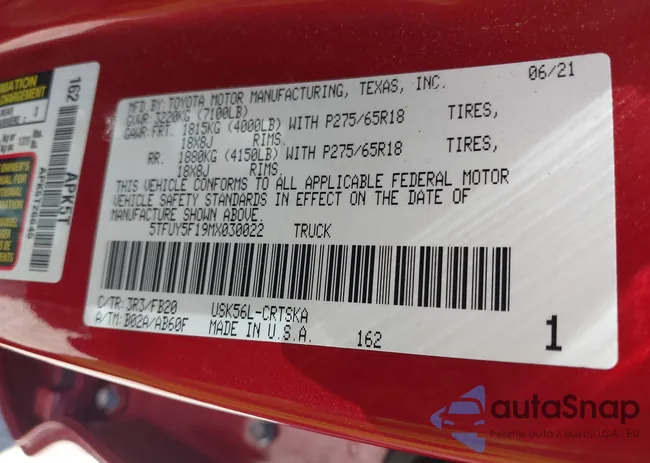 MFD BY: TOYOTA MOTOR MANUFACTURING, TEXAS, INC. 06/21
GVWR 3220KG (7100LB)
GAWR: FRT. 1815KG (4000LB) WITH P275/65R18 TIRES,
18X8J RIMS.
RR. 1880KG (4150LB) WITH P275/65R18 TIRES,
18X8J RIMS.
THIS VEHICLE CONFORMS TO ALL APPLICABLE FEDERAL MOTOR
VEHICLE SAFETY STANDARDS IN EFFECT ON THE DATE OF
MANUFACTURE SHOWN ABOVE.
5TFUY5F19MX030022 TRUCK
C/TR: 3R3/FB20 USK56L-CRTSKA
A/TM: B02A/AB60F MADE IN U.S.A. 162 1
162
APK5T
autoSnap